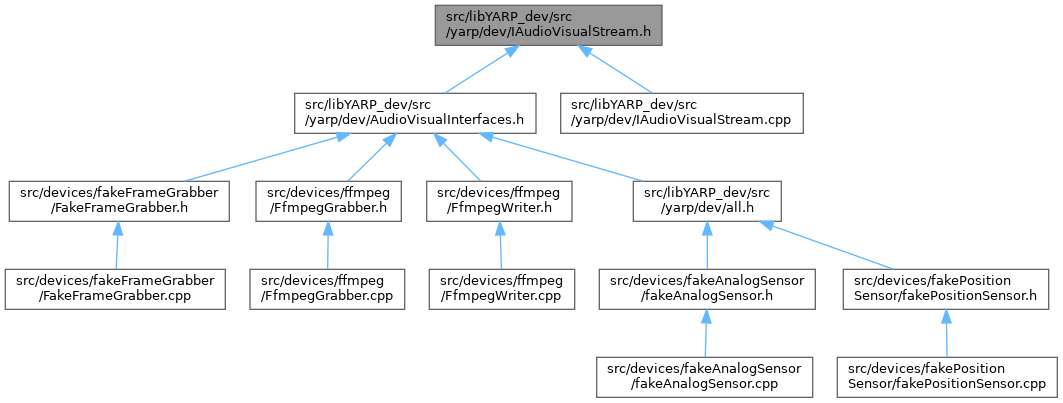 src/libYARP_dev/src
/yarp/dev/IAudioVisualStream.h
src/libYARP_dev/src
/yarp/dev/AudioVisualInterfaces.h
src/libYARP_dev/src
/yarp/dev/IAudioVisualStream.cpp
src/devices/fakeFrameGrabber
/FakeFrameGrabber.h
src/devices/ffmpeg
/FfmpegGrabber.h
src/devices/ffmpeg
/FfmpegWriter.h
src/libYARP_dev/src
/yarp/dev/all.h
src/devices/fakeFrameGrabber
/FakeFrameGrabber.cpp
src/devices/ffmpeg
/FfmpegGrabber.cpp
src/devices/ffmpeg
/FfmpegWriter.cpp
src/devices/fakeAnalogSensor
/fakeAnalogSensor.h
src/devices/fakePosition
Sensor/fakePositionSensor.h
src/devices/fakeAnalogSensor
/fakeAnalogSensor.cpp
src/devices/fakePosition
Sensor/fakePositionSensor.cpp